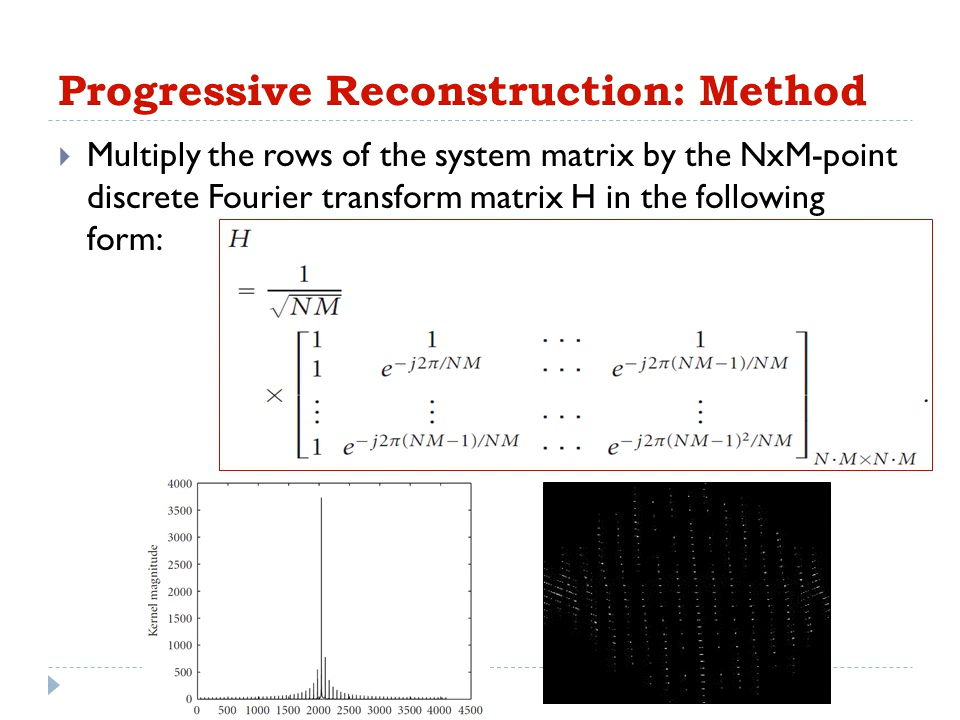 Progressive Reconstruction: Method
Multiply the rows of the system matrix by the NxM-point
discrete Fourier transform matrix H in the following
form:
H
= 1/√NM
× [1 1 ··· 1
1 e^{−j2π/NM} ··· e^{−j2π(NM−1)/NM}
⋮ ⋮ ··· ⋮
1 e^{−j2π(NM−1)/NM} ··· e^{−j2π(NM−1)²/NM}]_{N·M×N·M} .
Kernel magnitude
4000
3500
3000
2500
2000
1500
1000
500
0
0 500 1000 1500 2000 2500 3000 3500 4000 4500